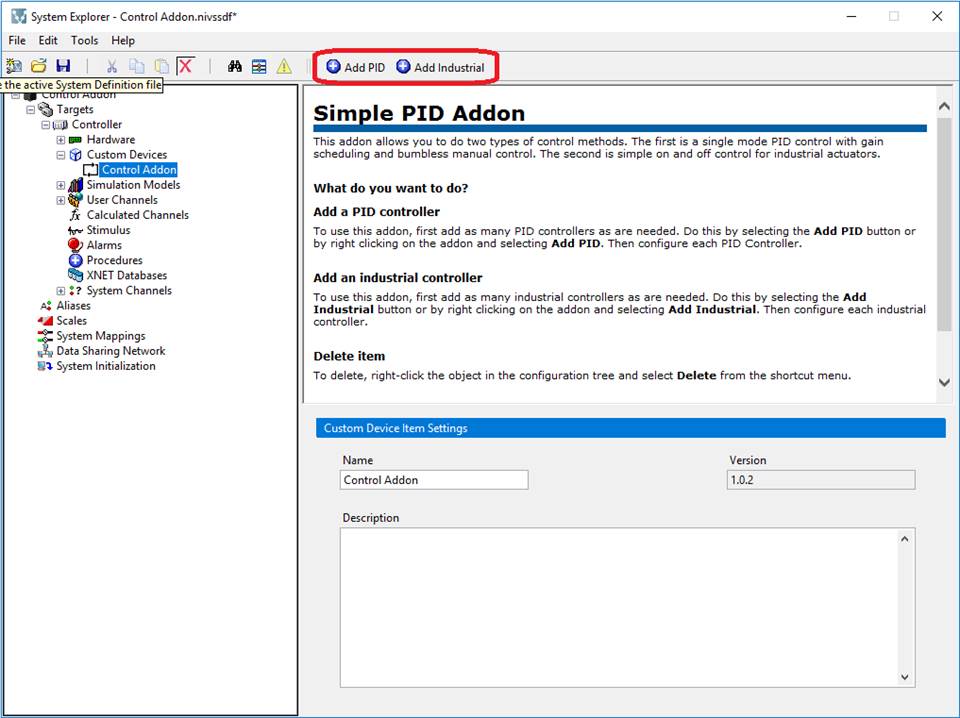 System Explorer - Control Addon.nivssdf*
File Edit Tools Help
Add PID Add Industrial
e the active System Definition file
Control Addon
Targets
Controller
Hardware
Custom Devices
Control Addon
Simulation Models
User Channels
fx Calculated Channels
Stimulus
Alarms
Procedures
XNET Databases
System Channels
Aliases
Scales
System Mappings
Data Sharing Network
System Initialization
Simple PID Addon
This addon allows you to do two types of control methods. The first is a single mode PID control with gain
scheduling and bumbless manual control. The second is simple on and off control for industrial actuators.
What do you want to do?
Add a PID controller
To use this addon, first add as many PID controllers as are needed. Do this by selecting the Add PID button or
by right clicking on the addon and selecting Add PID. Then configure each PID Controller.
Add an industrial controller
To use this addon, first add as many industrial controllers as are needed. Do this by selecting the Add
Industrial button or by right clicking on the addon and selecting Add Industrial. Then configure each industrial
controller.
Delete item
To delete, right-click the object in the configuration tree and select Delete from the shortcut menu.
Custom Device Item Settings
Name Version
Control Addon 1.0.2
Description